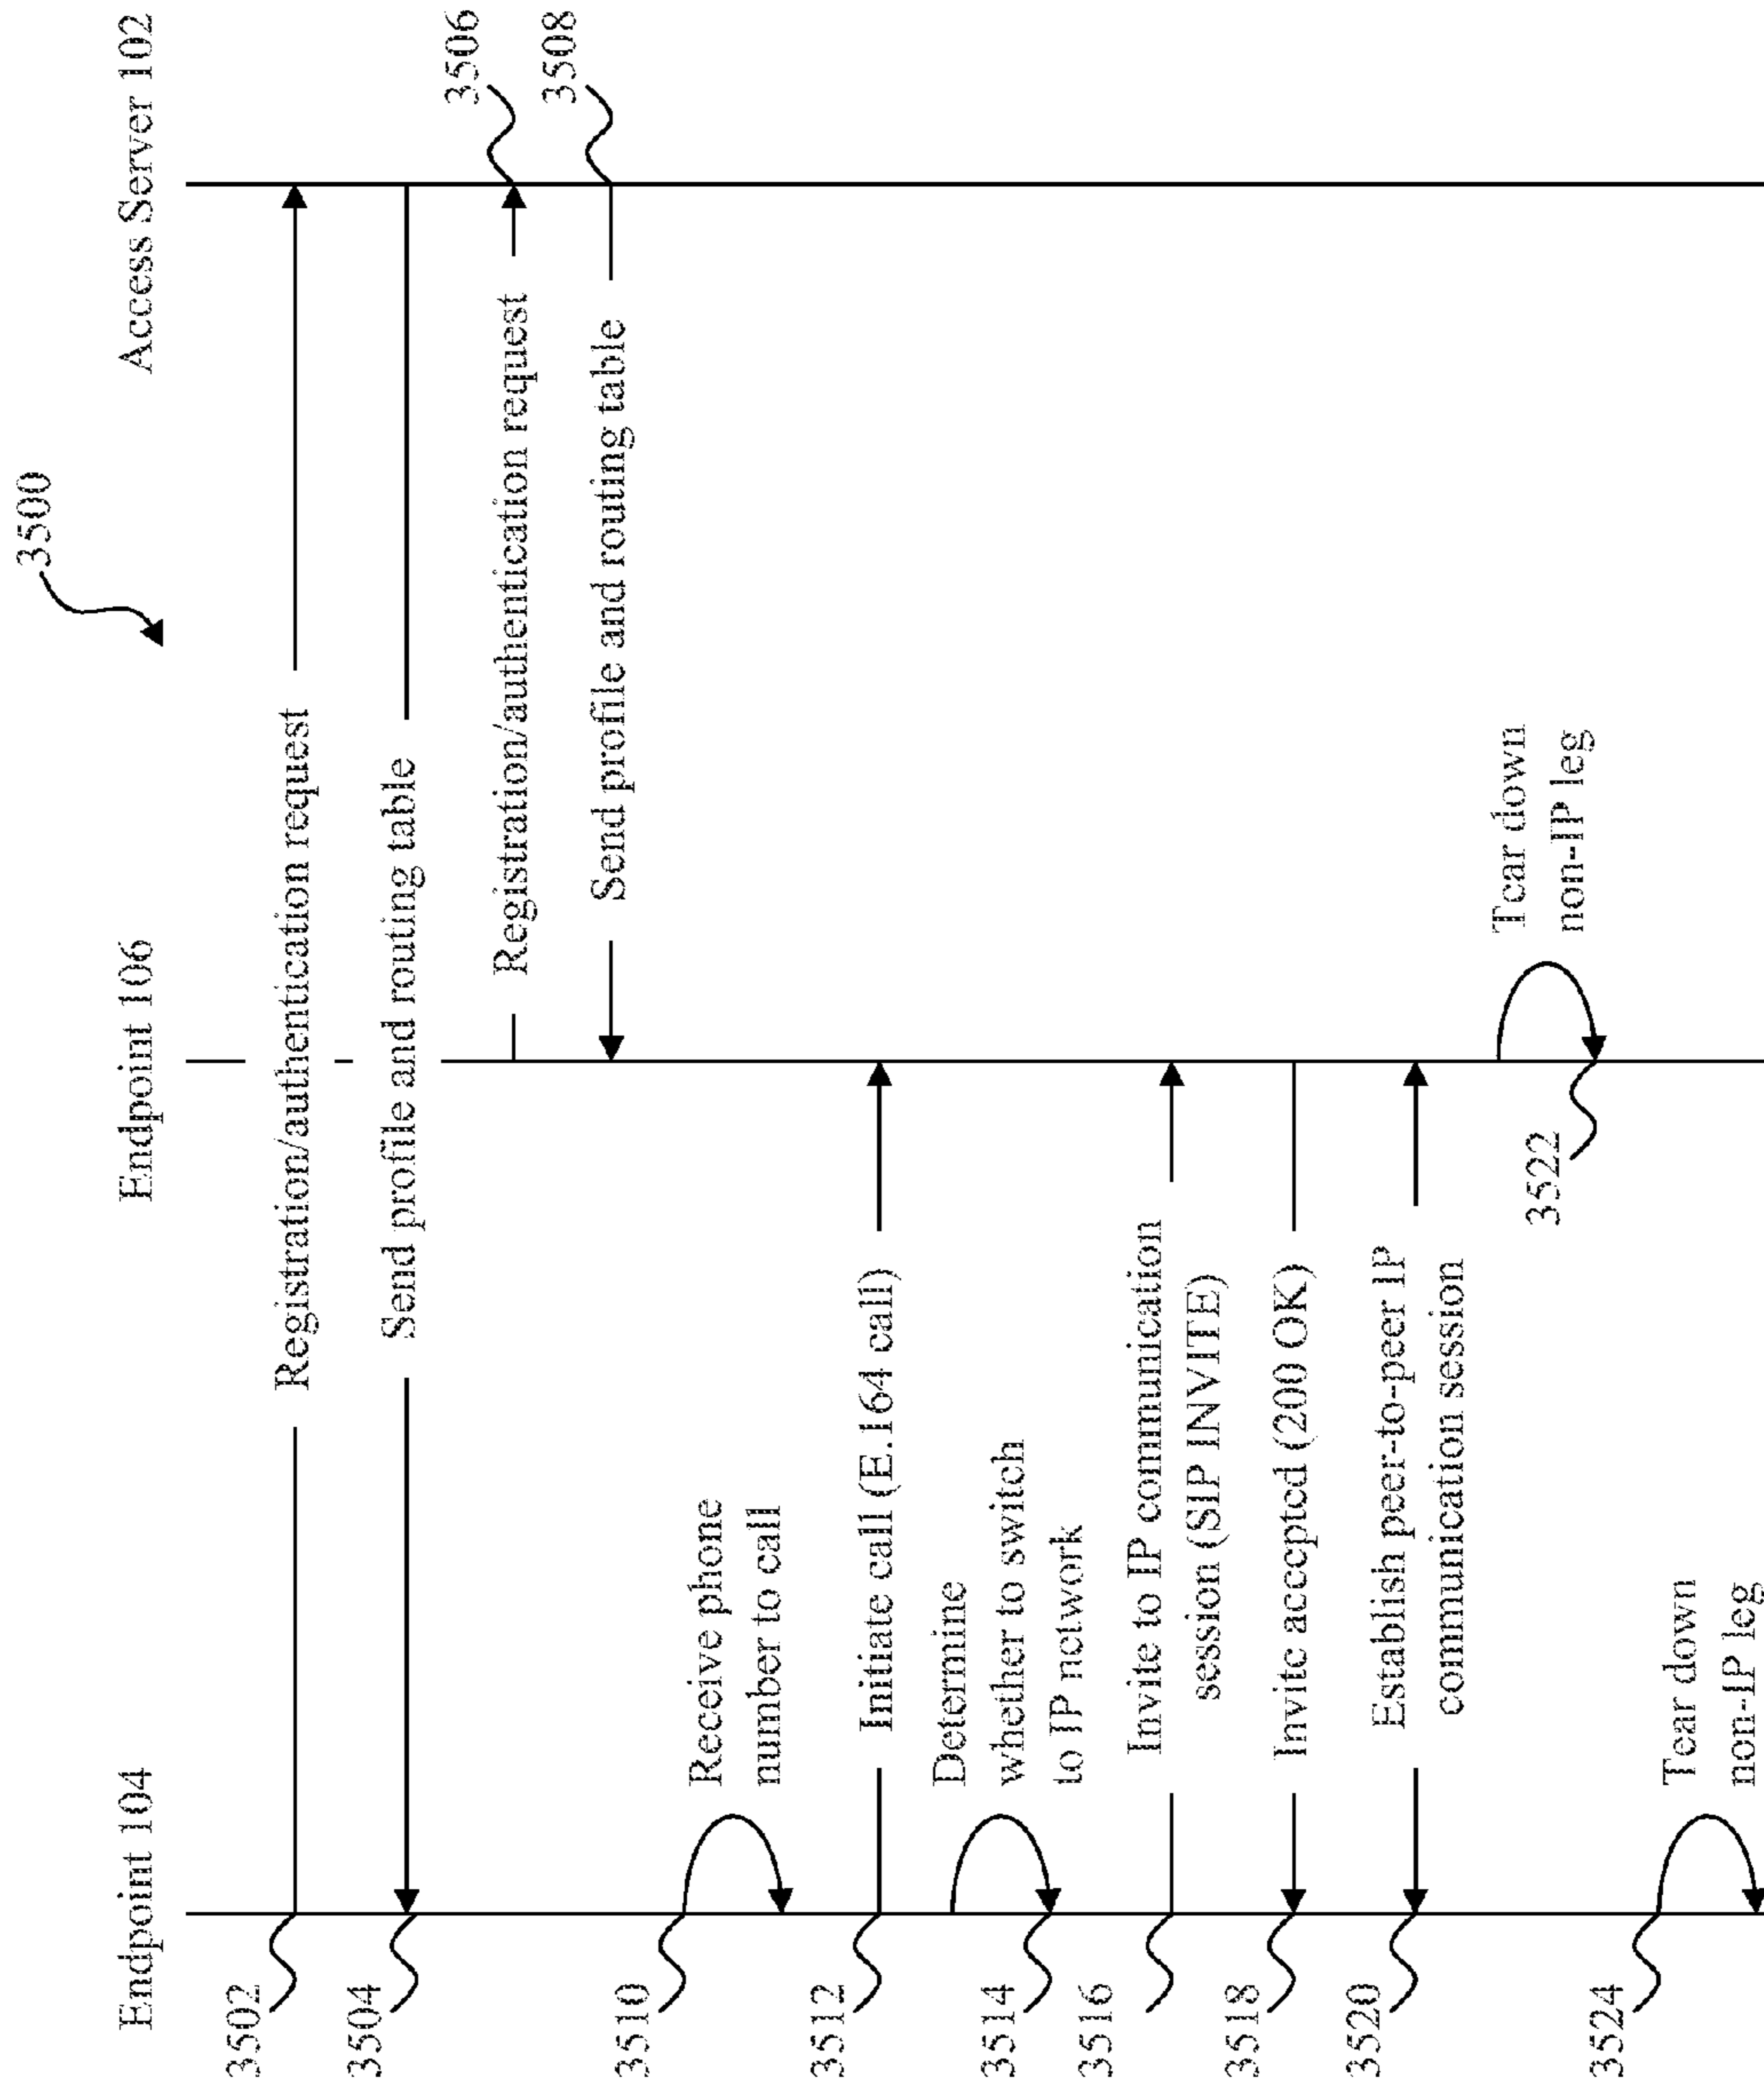 3500
Endpoint 104
Endpoint 106
Access Server 102
3502
Registration/authentication request
3504
Send profile and routing table
Registration/authentication request
3506
Send profile and routing table
3508
3510
Receive phone
number to call
3512
Initiate call (E.164 call)
3514
Determine
whether to switch
to IP network
3516
Invite to IP communication
session (SIP INVITE)
3518
Invite accepted (200 OK)
3520
Establish peer-to-peer IP
communication session
3522
Tear down
non-IP leg
3524
Tear down
non-IP leg